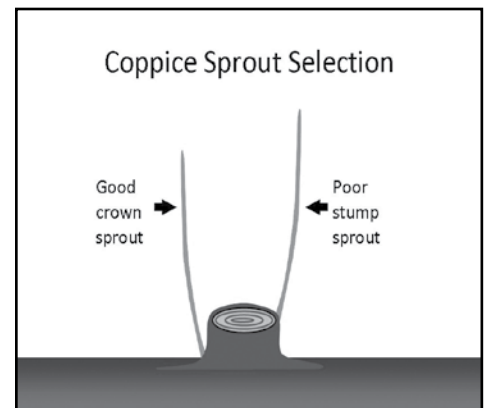 Coppice Sprout Selection
Good
crown
sprout
Poor
stump
sprout